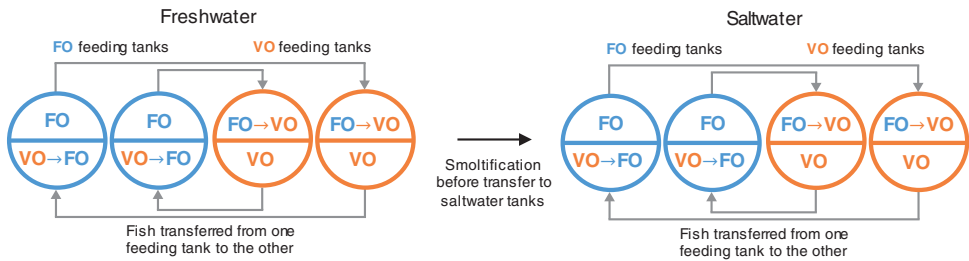 Freshwater
FO feeding tanks
VO feeding tanks
FO
FO
FO→VO
FO→VO
VO→FO
VO→FO
VO
VO
Fish transferred from one
feeding tank to the other
Smoltification
before transfer to
saltwater tanks
Saltwater
FO feeding tanks
VO feeding tanks
FO
FO
FO→VO
FO→VO
VO→FO
VO→FO
VO
VO
Fish transferred from one
feeding tank to the other